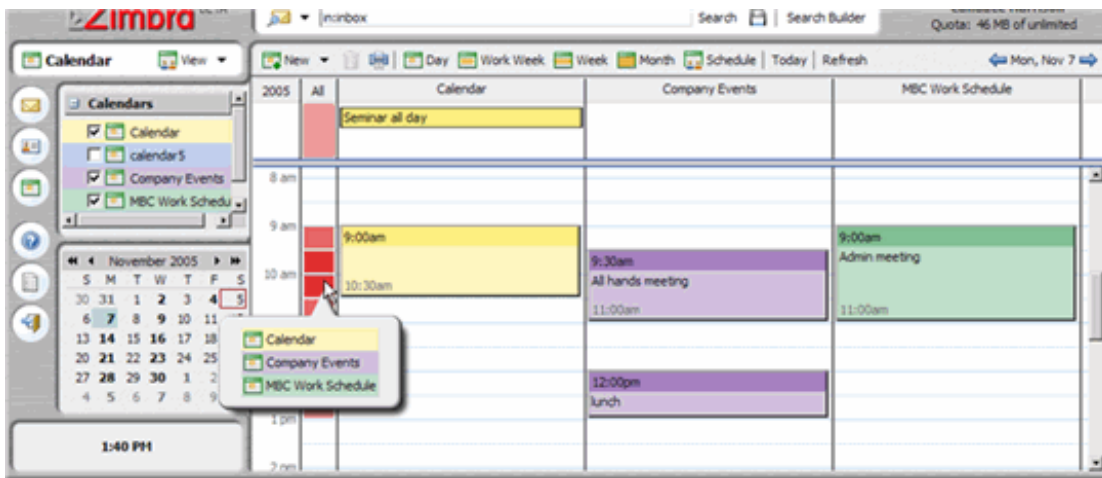 Zimbra
in:inbox
Search
Search Builder
Quota: 46 MB of unlimited
Calendar
View
New
Day
Work Week
Week
Month
Schedule
Today
Refresh
Mon, Nov 7
Calendars
Calendar
calendar5
Company Events
MBC Work Schedu
2005
All
Calendar
Company Events
MBC Work Schedule
Seminar all day
8 am
9 am
10 am
1 pm
2 pm
9:00am
10:30am
9:30am
All hands meeting
11:00am
12:00pm
lunch
9:00am
Admin meeting
11:00am
Calendar
Company Events
MBC Work Schedule
November 2005
S M T W T F S
30 31 1 2 3 4 5
6 7 8 9 10 11
13 14 15 16 17 18
20 21 22 23 24 25
27 28 29 30 1 2
4 5 6 7 8 9
1:40 PM